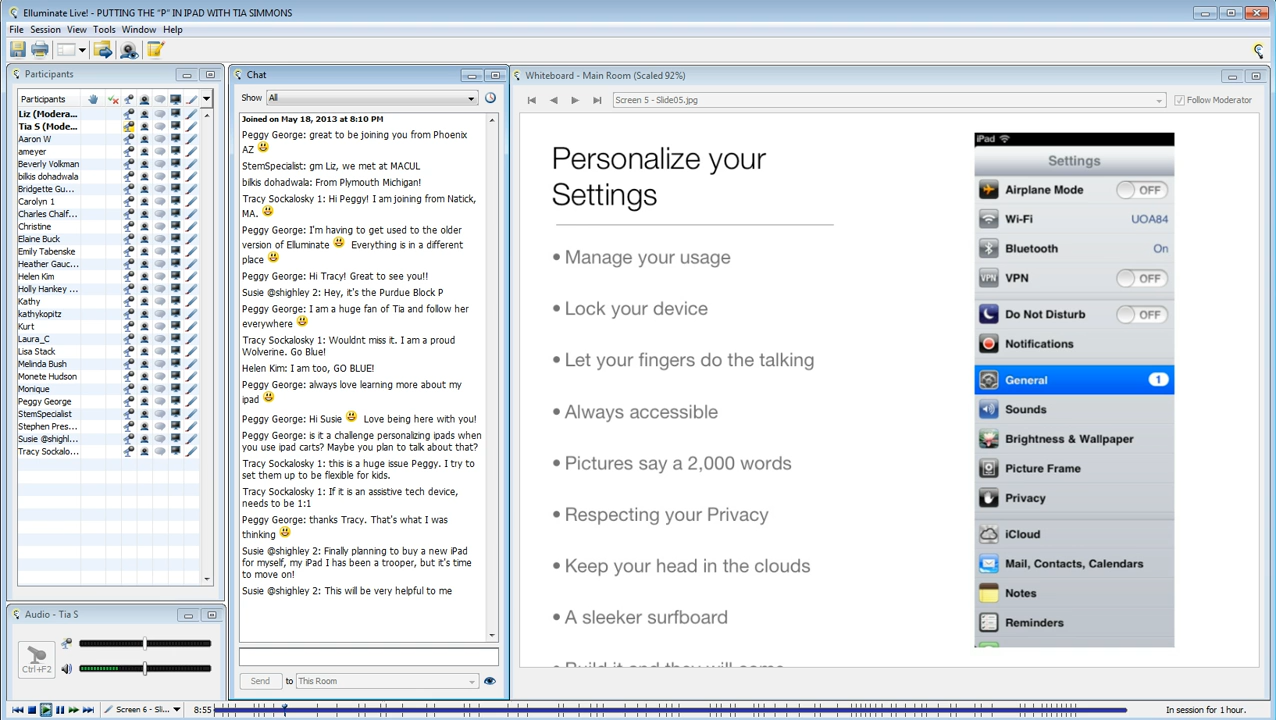 Elluminate Live! - PUTTING THE "P" IN IPAD WITH TIA SIMMONS
File Session View Tools Window Help
Participants
Participants
Liz (Modera...
Tia S (Mode...
Aaron W
ameyer
Beverly Volkman
bilkis dohadwala
Bridgette Gu...
Carolyn 1
Charles Chalf...
Christine
Elaine Buck
Emily Tabenske
Heather Gauc...
Helen Kim
Holly Hankey ...
Kathy
kathykopitz
Kurt
Laura_C
Lisa Stack
Melinda Bush
Monete Hudson
Monique
Peggy George
StemSpecialist
Stephen Pres...
Susie @shighl...
Tracy Sockalo...
Audio - Tia S
Ctrl+F2
Chat
Show All
Joined on May 18, 2013 at 8:10 PM
Peggy George: great to be joining you from Phoenix
AZ
StemSpecialist: gm Liz, we met at MACUL
bilkis dohadwala: From Plymouth Michigan!
Tracy Sockalosky 1: Hi Peggy! I am joining from Natick,
MA.
Peggy George: I'm having to get used to the older
version of Elluminate Everything is in a different
place
Peggy George: Hi Tracy! Great to see you!!
Susie @shighley 2: Hey, it's the Purdue Block P
Peggy George: I am a huge fan of Tia and follow her
everywhere
Tracy Sockalosky 1: Wouldnt miss it. I am a proud
Wolverine. Go Blue!
Helen Kim: I am too, GO BLUE!
Peggy George: always love learning more about my
ipad
Peggy George: Hi Susie Love being here with you!
Peggy George: is it a challenge personalizing ipads when
you use ipad carts? Maybe you plan to talk about that?
Tracy Sockalosky 1: this is a huge issue Peggy. I try to
set them up to be flexible for kids.
Tracy Sockalosky 1: If it is an assistive tech device,
needs to be 1:1
Peggy George: thanks Tracy. That's what I was
thinking
Susie @shighley 2: Finally planning to buy a new iPad
for myself, my iPad I has been a trooper, but it's time
to move on!
Susie @shighley 2: This will be very helpful to me
Send to This Room
Whiteboard - Main Room (Scaled 92%)
Screen 5 - Slide05.jpg
Follow Moderator
Personalize your
Settings
• Manage your usage
• Lock your device
• Let your fingers do the talking
• Always accessible
• Pictures say a 2,000 words
• Respecting your Privacy
• Keep your head in the clouds
• A sleeker surfboard
• Build it and they will come
iPad
Settings
Airplane Mode OFF
Wi-Fi UOA84
Bluetooth On
VPN VPN OFF
Do Not Disturb OFF
Notifications
General 1
Sounds
Brightness & Wallpaper
Picture Frame
Privacy
iCloud
Mail, Contacts, Calendars
Notes
Reminders
Screen 6 - Sli... 8:55
In session for 1 hour.